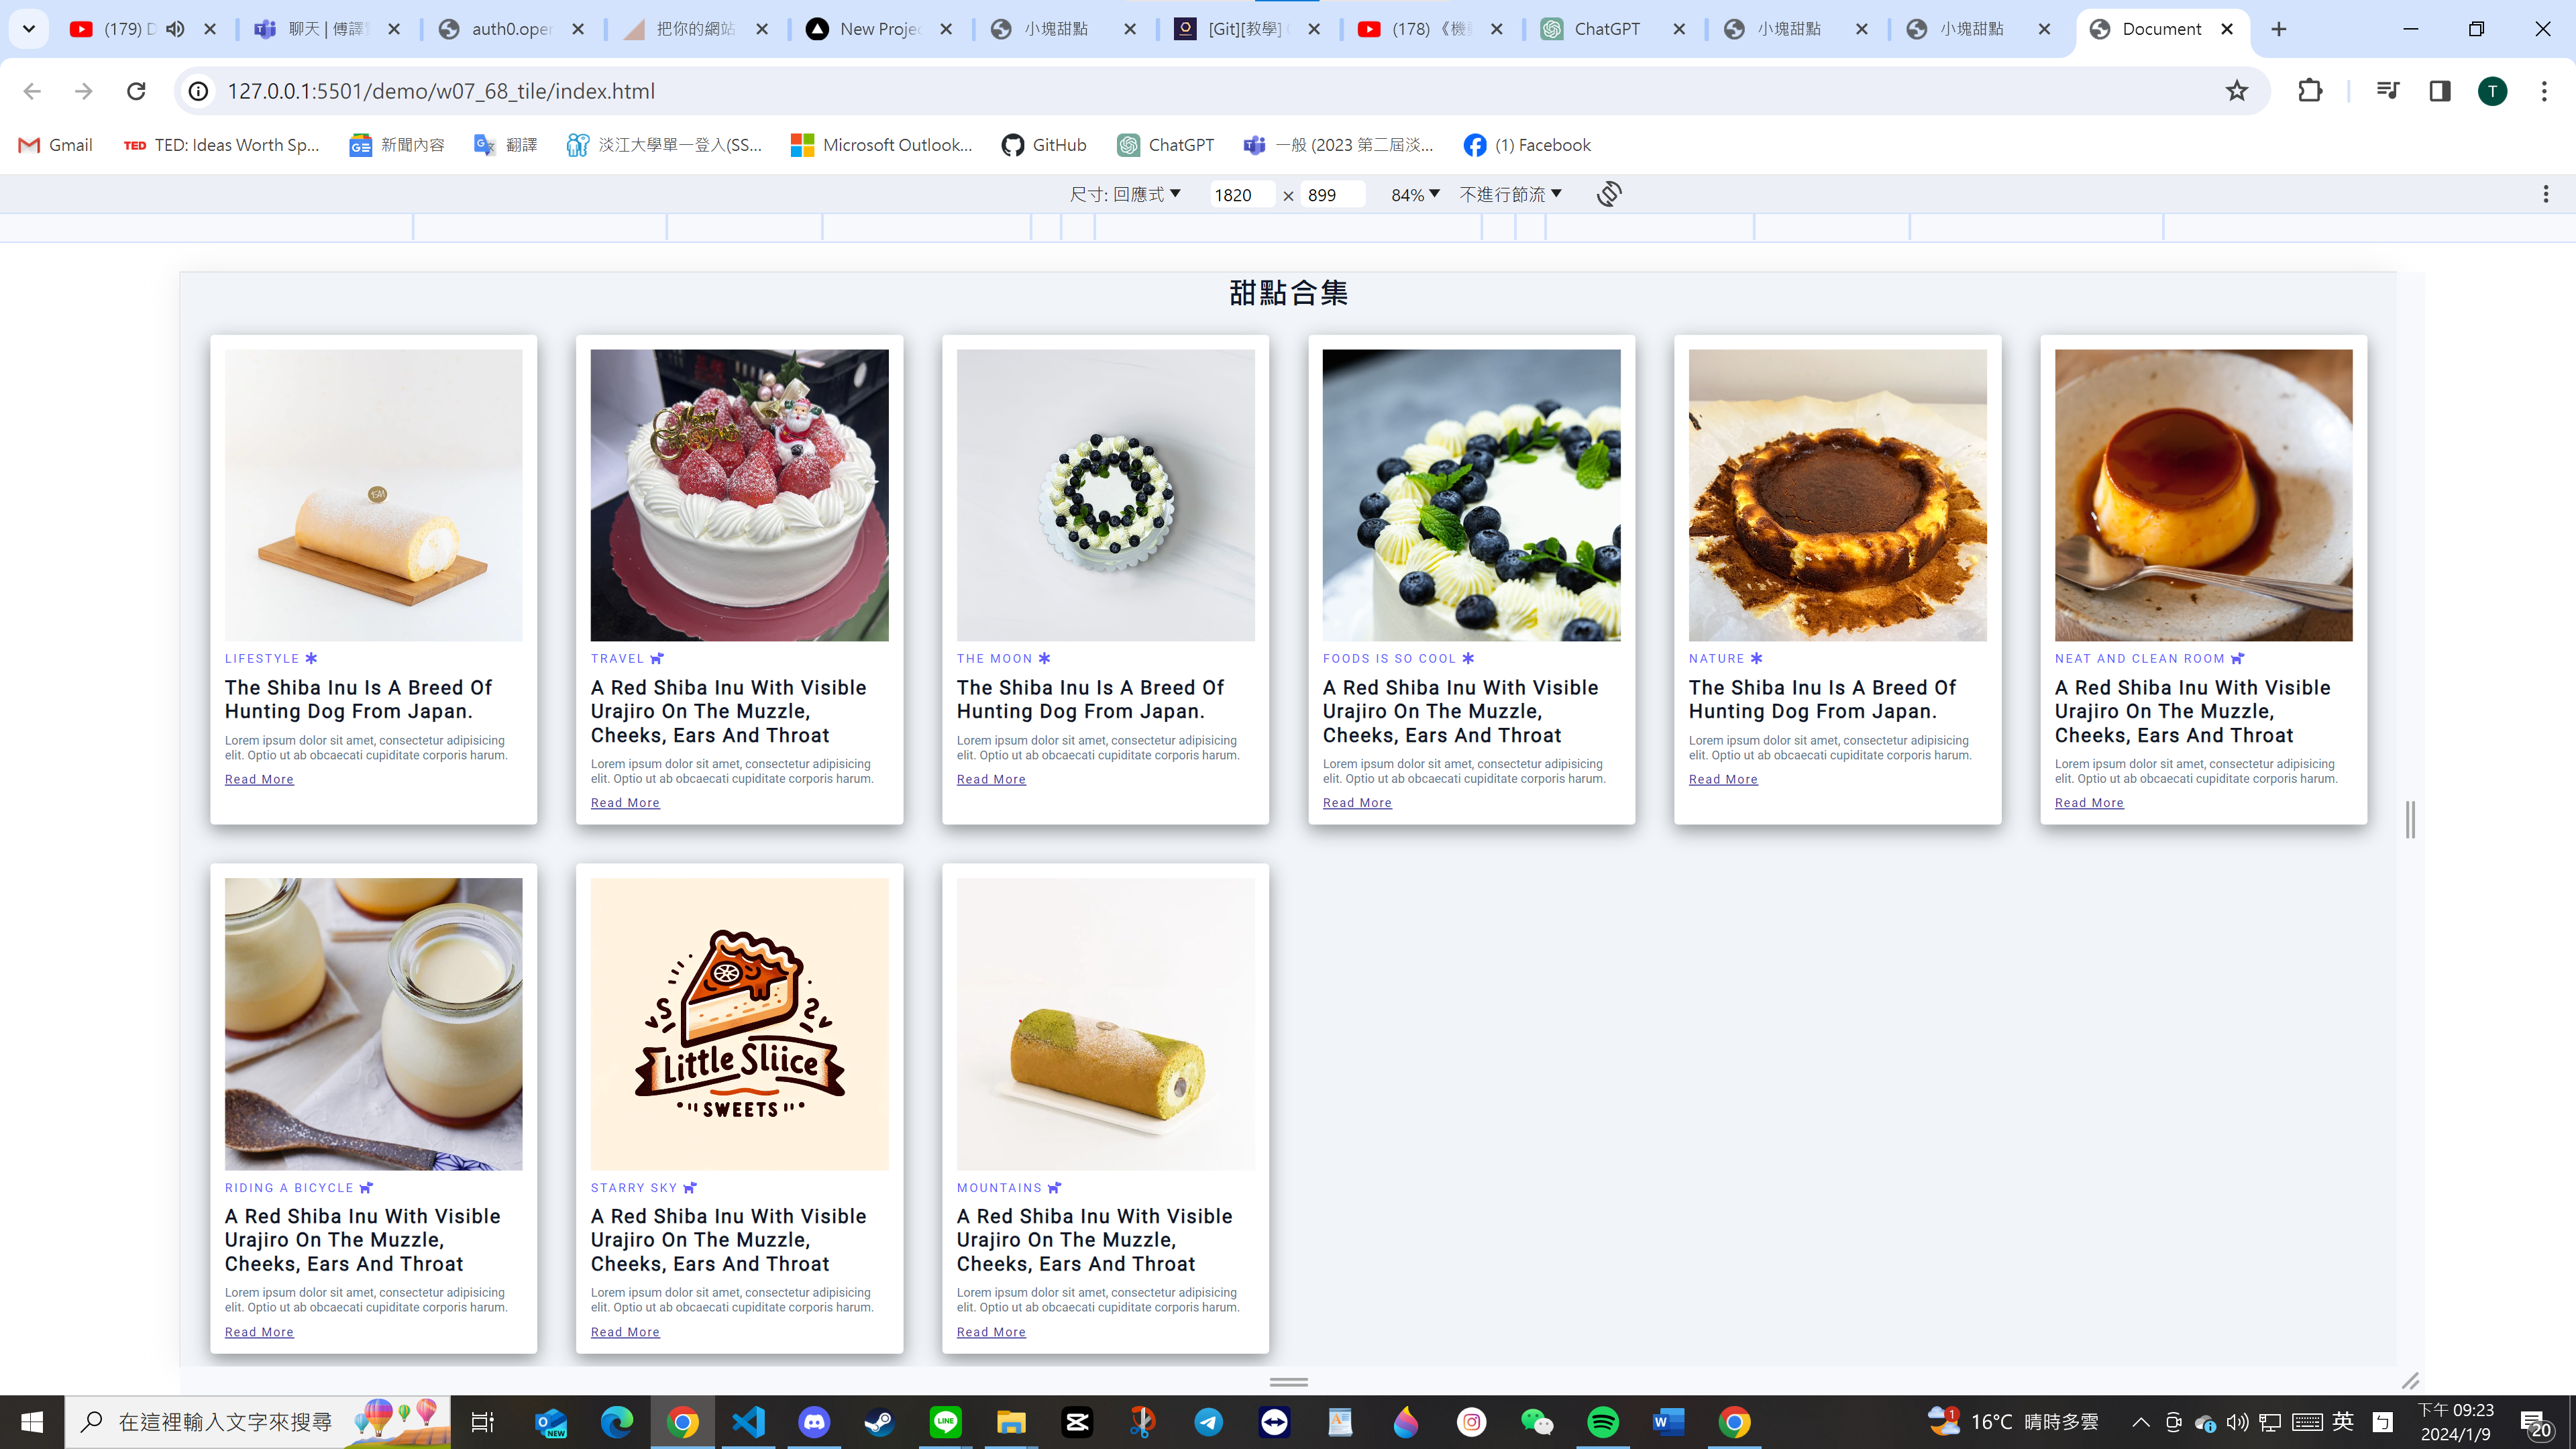 (179) D
聊天 | 傅譯
auth0.oper
把你的網站
New Projec
小塊甜點
[Git][教學]
(178) 《機
ChatGPT
小塊甜點
小塊甜點
Document
127.0.0.1:5501/demo/w07_68_tile/index.html
T
Gmail
TED TED: Ideas Worth Sp...
新聞內容
翻譯
淡江大學單一登入(SS...
Microsoft Outlook...
GitHub
ChatGPT
一般 (2023 第二屆淡...
(1) Facebook
尺寸: 回應式
1820 × 899
84%
不進行節流
甜點合集
LIFESTYLE
The Shiba Inu Is A Breed Of
Hunting Dog From Japan.
Lorem ipsum dolor sit amet, consectetur adipisicing
elit. Optio ut ab obcaecati cupiditate corporis harum.
Read More
TRAVEL
A Red Shiba Inu With Visible
Urajiro On The Muzzle,
Cheeks, Ears And Throat
Lorem ipsum dolor sit amet, consectetur adipisicing
elit. Optio ut ab obcaecati cupiditate corporis harum.
Read More
THE MOON
The Shiba Inu Is A Breed Of
Hunting Dog From Japan.
Lorem ipsum dolor sit amet, consectetur adipisicing
elit. Optio ut ab obcaecati cupiditate corporis harum.
Read More
FOODS IS SO COOL
A Red Shiba Inu With Visible
Urajiro On The Muzzle,
Cheeks, Ears And Throat
Lorem ipsum dolor sit amet, consectetur adipisicing
elit. Optio ut ab obcaecati cupiditate corporis harum.
Read More
NATURE
The Shiba Inu Is A Breed Of
Hunting Dog From Japan.
Lorem ipsum dolor sit amet, consectetur adipisicing
elit. Optio ut ab obcaecati cupiditate corporis harum.
Read More
NEAT AND CLEAN ROOM
A Red Shiba Inu With Visible
Urajiro On The Muzzle,
Cheeks, Ears And Throat
Lorem ipsum dolor sit amet, consectetur adipisicing
elit. Optio ut ab obcaecati cupiditate corporis harum.
Read More
RIDING A BICYCLE
A Red Shiba Inu With Visible
Urajiro On The Muzzle,
Cheeks, Ears And Throat
Lorem ipsum dolor sit amet, consectetur adipisicing
elit. Optio ut ab obcaecati cupiditate corporis harum.
Read More
Little Sliice
SWEETS
STARRY SKY
A Red Shiba Inu With Visible
Urajiro On The Muzzle,
Cheeks, Ears And Throat
Lorem ipsum dolor sit amet, consectetur adipisicing
elit. Optio ut ab obcaecati cupiditate corporis harum.
Read More
MOUNTAINS
A Red Shiba Inu With Visible
Urajiro On The Muzzle,
Cheeks, Ears And Throat
Lorem ipsum dolor sit amet, consectetur adipisicing
elit. Optio ut ab obcaecati cupiditate corporis harum.
Read More
在這裡輸入文字來搜尋
NEW
LINE
1
16°C 晴時多雲
英
下午 09:23
2024/1/9
20